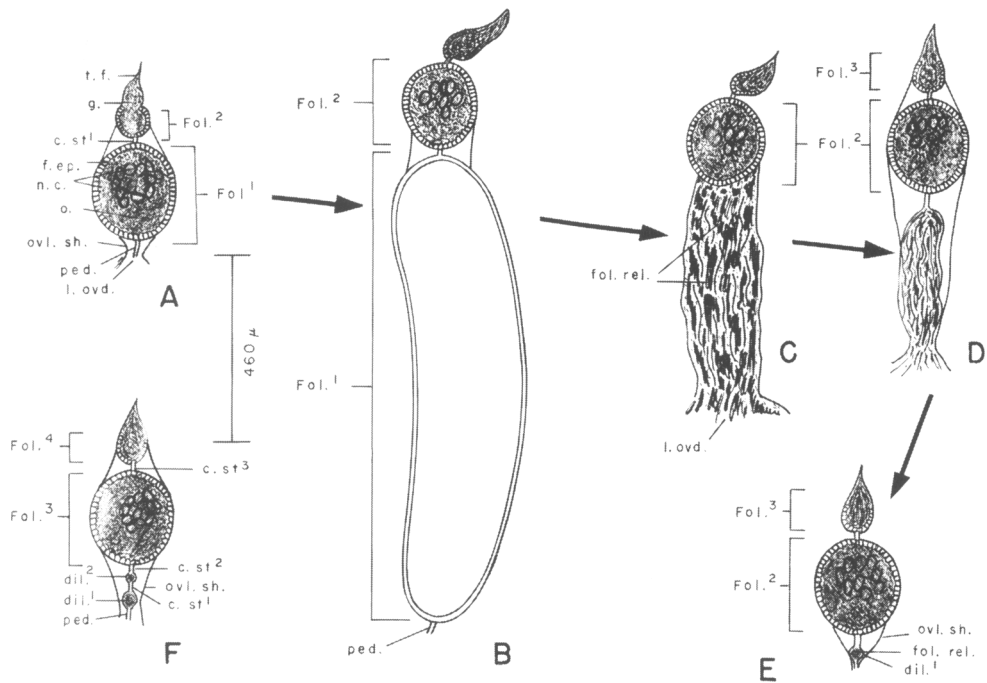 t. f.
g.
Fol.²
c. st¹
f. ep.
n. c.
Fol¹
o.
ovl. sh.
ped.
l. ovd.
A
460 μ
Fol.²
Fol.¹
ped.
B
Fol.²
fol. rel.
l. ovd.
C
Fol.³
D
Fol.³
Fol.²
ovl. sh.
fol. rel.
dil.¹
E
Fol.⁴
c. st³
Fol.³
c. st²
dil.²
ovl. sh.
dil.¹
c. st¹
ped.
F